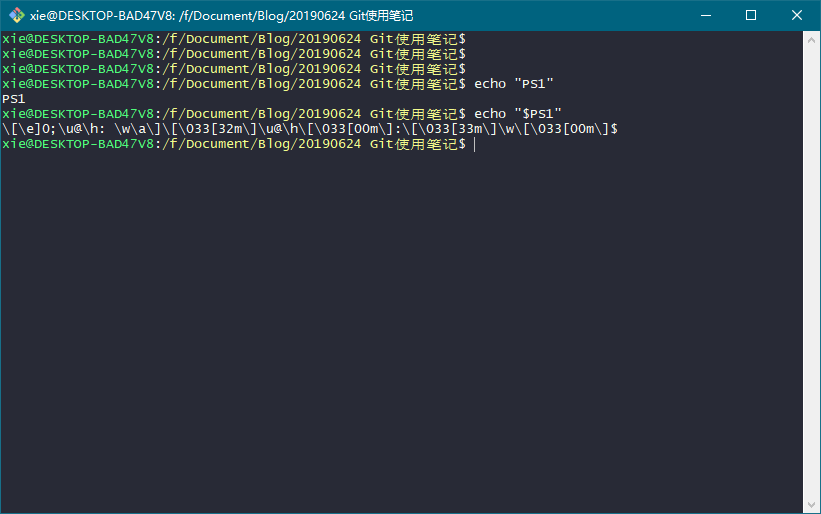 xie@DESKTOP-BAD47V8: /f/Document/Blog/20190624 Git使用笔记
xie@DESKTOP-BAD47V8:/f/Document/Blog/20190624 Git使用笔记$
xie@DESKTOP-BAD47V8:/f/Document/Blog/20190624 Git使用笔记$
xie@DESKTOP-BAD47V8:/f/Document/Blog/20190624 Git使用笔记$
xie@DESKTOP-BAD47V8:/f/Document/Blog/20190624 Git使用笔记$ echo "PS1"
PS1
xie@DESKTOP-BAD47V8:/f/Document/Blog/20190624 Git使用笔记$ echo "$PS1"
\[\e]0;\u@\h: \w\a\]\[\033[32m\]\u@\h\[\033[00m\]:\[\033[33m\]\w\[\033[00m\]$
xie@DESKTOP-BAD47V8:/f/Document/Blog/20190624 Git使用笔记$